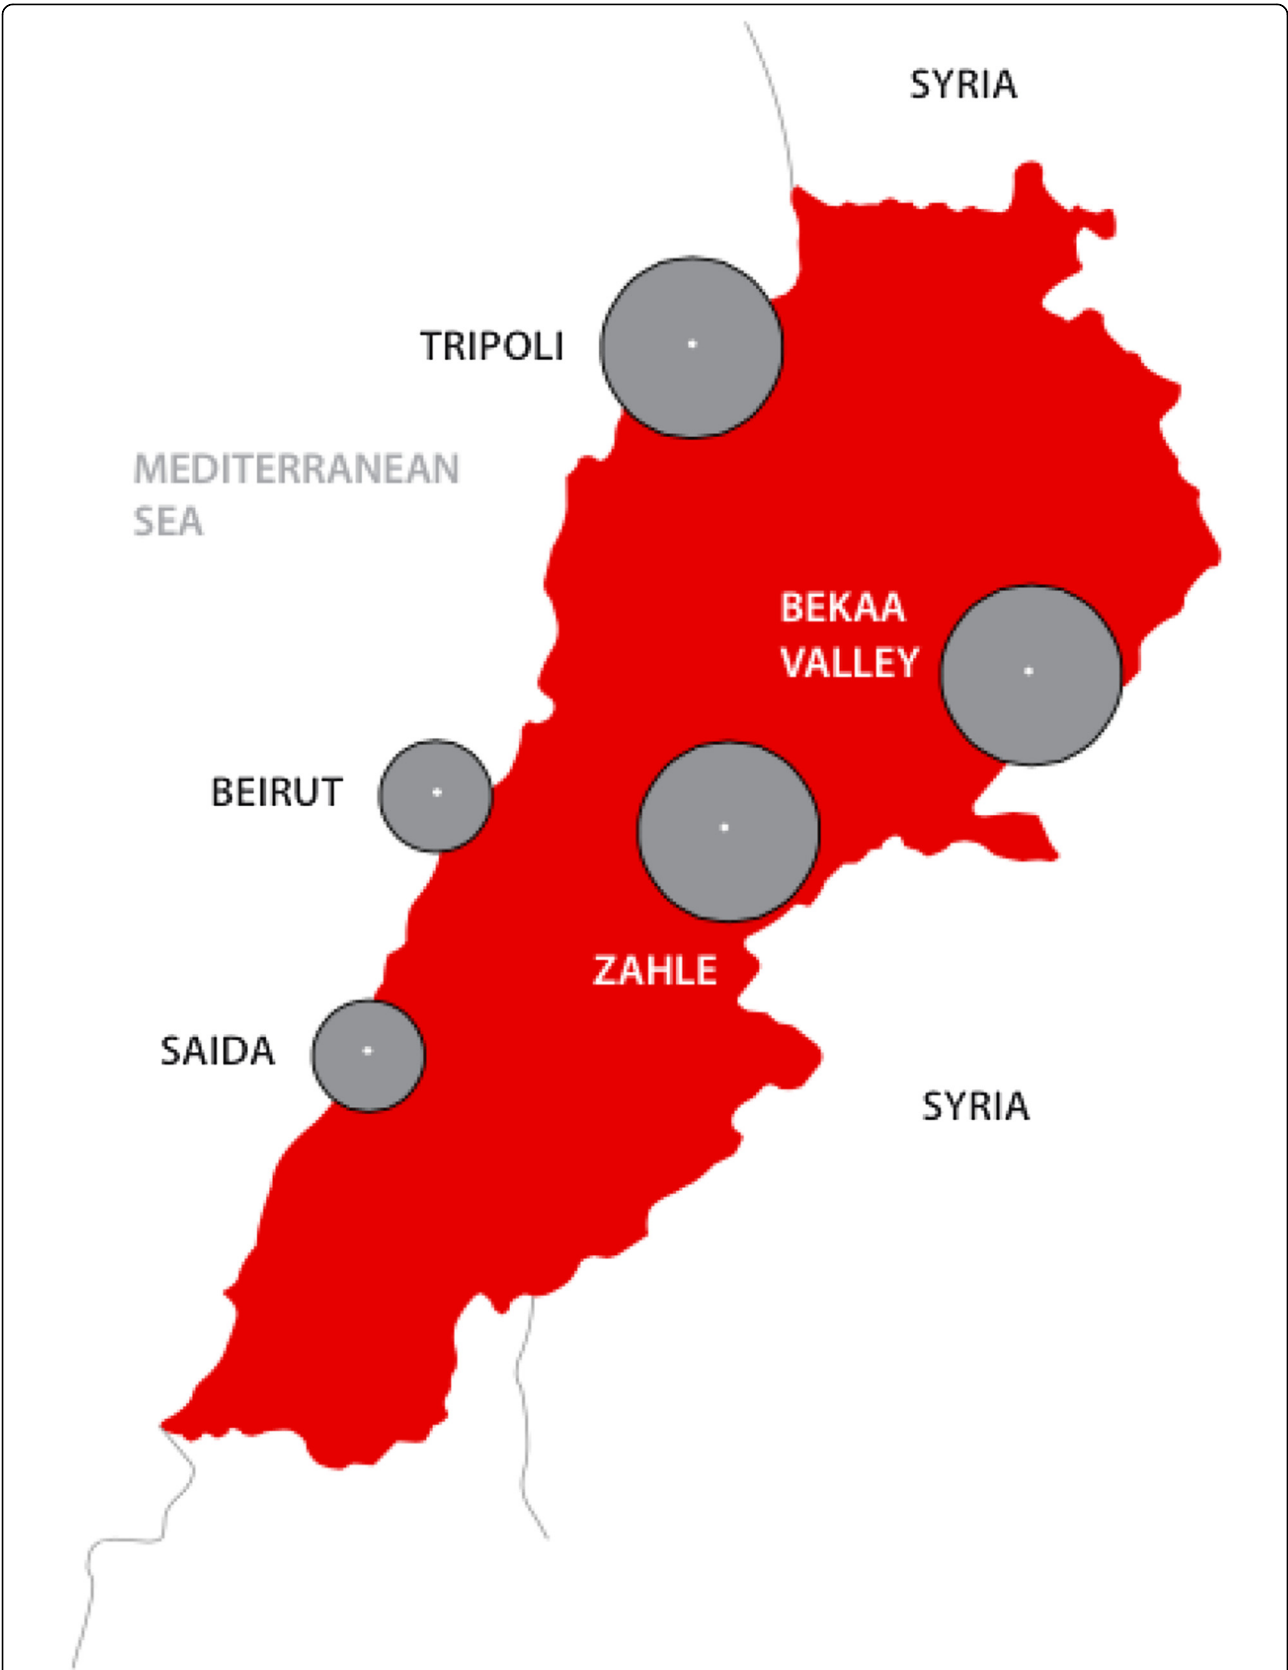 SYRIA
TRIPOLI
MEDITERRANEAN
SEA
BEKAA
VALLEY
BEIRUT
ZAHLE
SAIDA
SYRIA